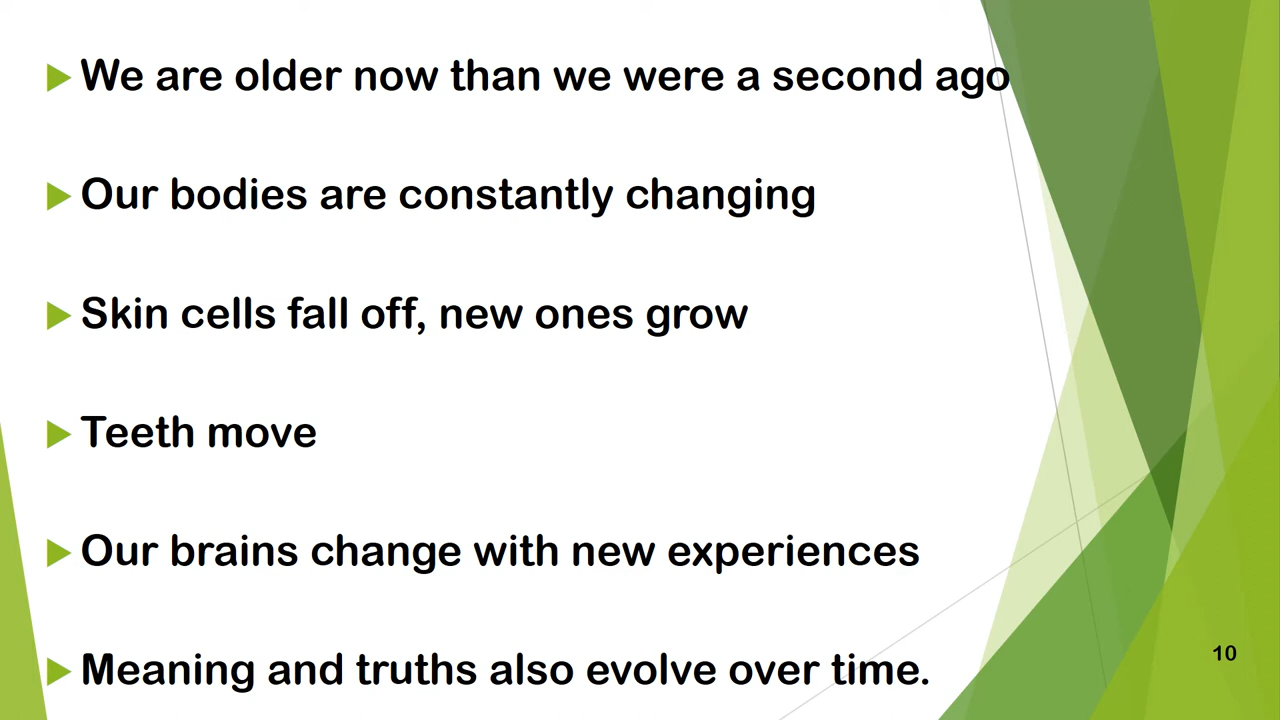 We are older now than we were a second ago
Our bodies are constantly changing
Skin cells fall off, new ones grow
Teeth move
Our brains change with new experiences
Meaning and truths also evolve over time.
10